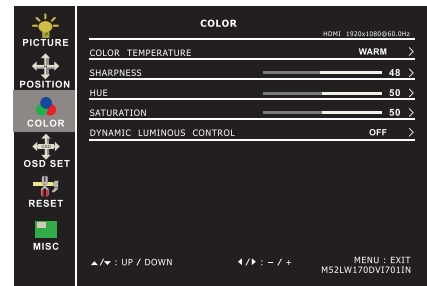 COLOR
HDMI 1920x1080@60.0Hz
PICTURE
POSITION
COLOR
OSD SET
RESET
MISC
COLOR TEMPERATURE WARM >
SHARPNESS 48 >
HUE 50 >
SATURATION 50 >
DYNAMIC LUMINOUS CONTROL OFF >
▲/▼ : UP / DOWN ◀/▶ : – / + MENU : EXIT
M52LW170DVI701IN